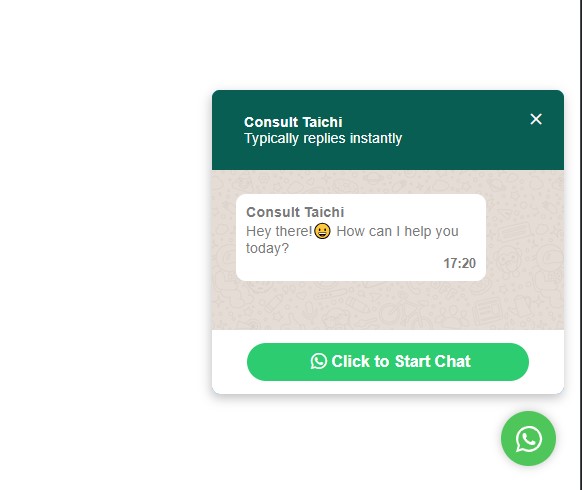 Consult Taichi
Typically replies instantly
Consult Taichi
Hey there!😀 How can I help you
today?
17:20
Click to Start Chat